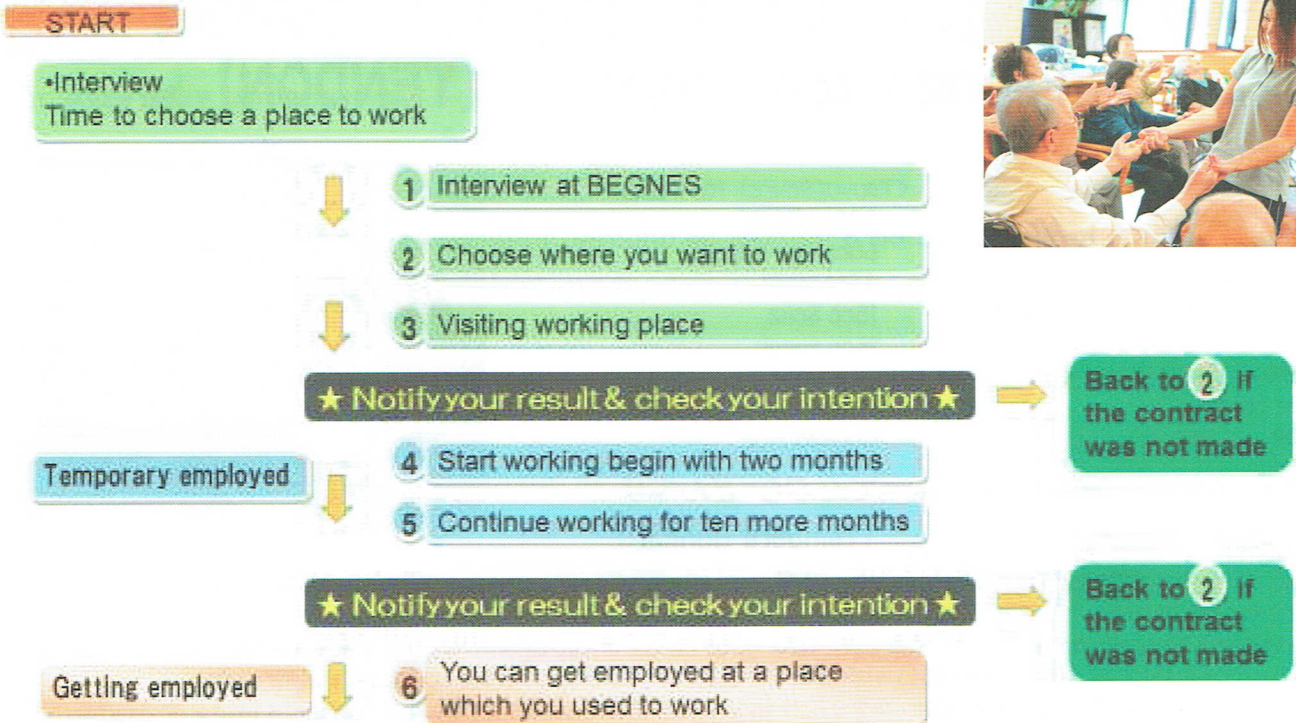 START
•Interview
Time to choose a place to work
1 Interview at BEGNES
2 Choose where you want to work
3 Visiting working place
★ Notify your result & check your intention ★
Back to 2 if
the contract
was not made
Temporary employed
4 Start working begin with two months
5 Continue working for ten more months
★ Notify your result & check your intention ★
Back to 2 if
the contract
was not made
Getting employed
6 You can get employed at a place
which you used to work